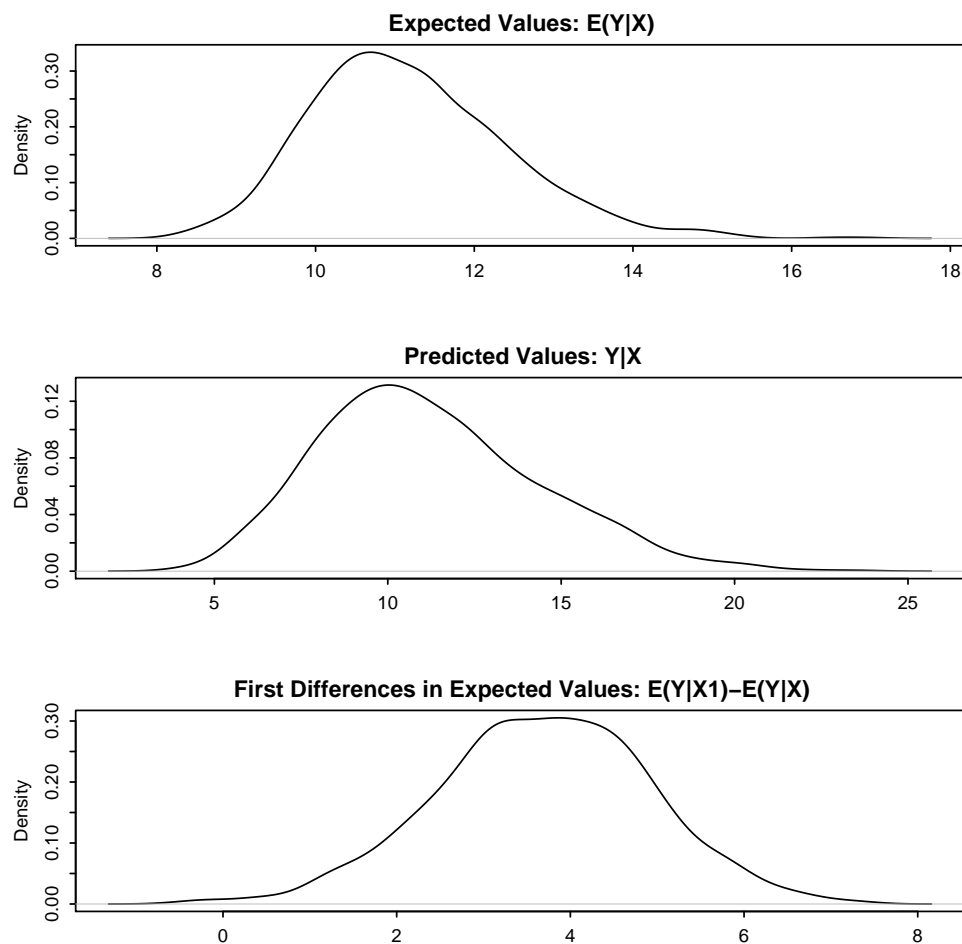 Expected Values: E(Y|X)
Density
0.00 0.10 0.20 0.30
8 10 12 14 16 18
Predicted Values: Y|X
Density
0.00 0.04 0.08 0.12
5 10 15 20 25
First Differences in Expected Values: E(Y|X1)−E(Y|X)
Density
0.00 0.10 0.20 0.30
0 2 4 6 8